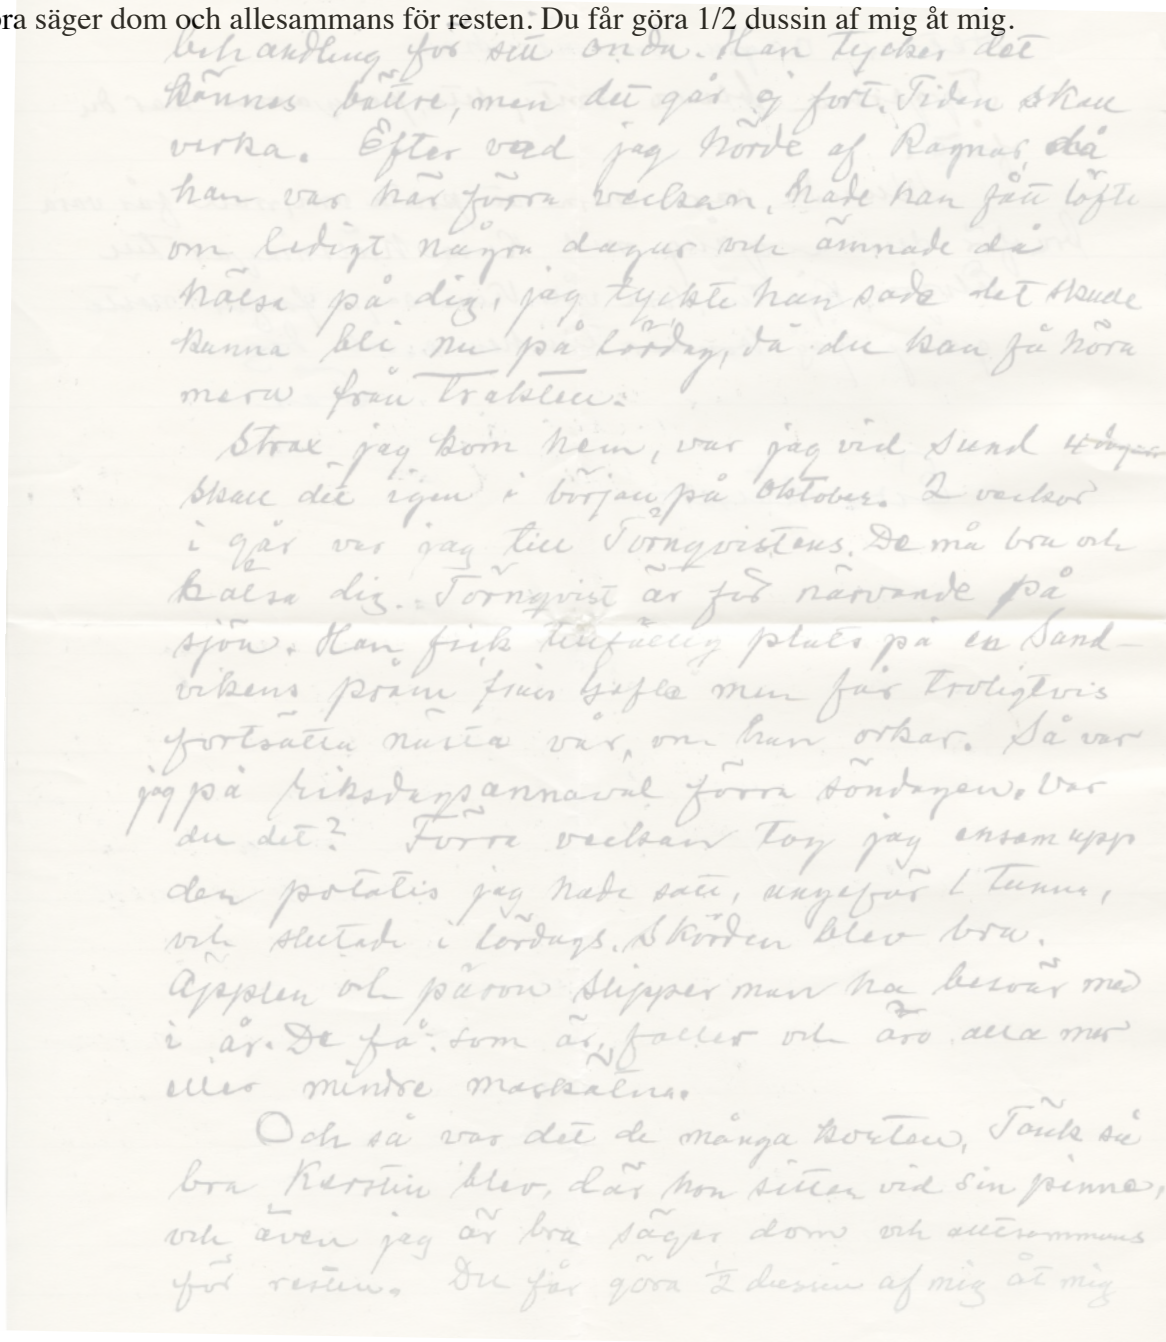 ra säger dom och allesammans för resten. Du får göra 1/2 dussin af mig åt mig.
behandling för sitt onda. Han tycker det
kännes bättre, men det går ej fort. Tiden skall
verka. Efter vad jag hörde af Ragnar, då
han var här förra veckan, hade han fått löfte
om ledigt några dagar och ämnade då
hälsa på dig, jag tyckte han sade det skulle
kunna bli nu på lördag, då du kan få höra
mera från trakten.
Strax jag kom hem, var jag vid Sund 4 dagar
skall dit igen i början på Oktober. 2 veckor
i går var jag till Törnqvistens. De må bra och
hälsa dig. Törnqvist är för närvande på
sjön. Han fick tillfällig plats på en Sand-
vikens pråm från Gefle men får troligtvis
fortsätta nästa vår, om han orkar. Så var
jag på Riksdagsmannaval förra söndagen. Var
du det? Förra veckan tog jag ensam upp
den potatis jag hade satt, ungefär 1 tunna,
och slutade i lördags. Skörden blev bra.
Äpplen och päron slipper man ha besvär med
i år. De få som är, faller och äro alla mer
eller mindre maskätna.
Och så var det de många korten. Tänk så
bra Kerstin blev, där hon sitter vid sin pinne,
och även jag är bra säger dom och allesammans
för resten. Du får göra 1/2 dussin af mig åt mig